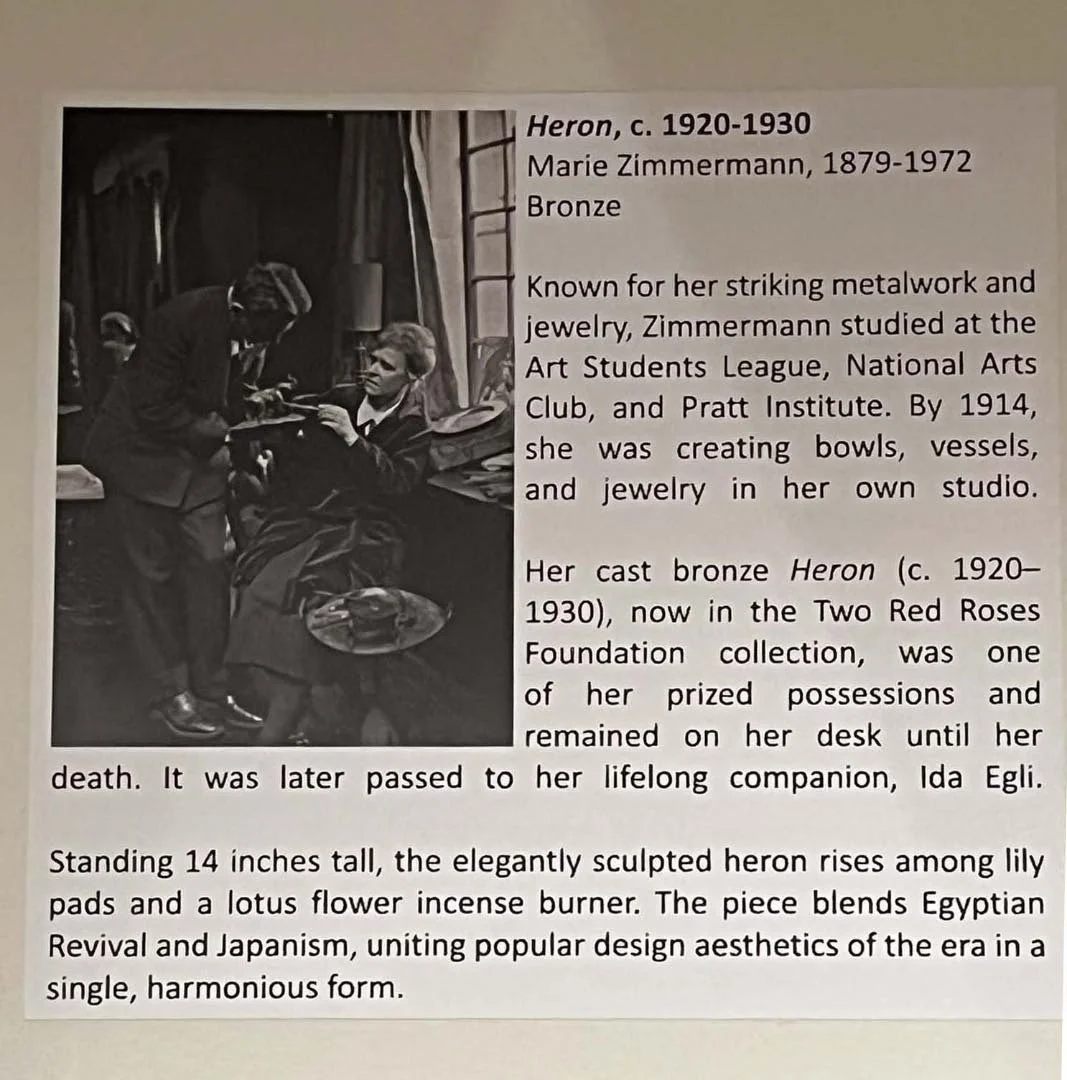 Heron, c. 1920-1930
Marie Zimmermann, 1879-1972
Bronze
Known for her striking metalwork and
jewelry, Zimmermann studied at the
Art Students League, National Arts
Club, and Pratt Institute. By 1914,
she was creating bowls, vessels,
and jewelry in her own studio.
Her cast bronze Heron (c. 1920–
1930), now in the Two Red Roses
Foundation collection, was one
of her prized possessions and
remained on her desk until her
death. It was later passed to her lifelong companion, Ida Egli.
Standing 14 inches tall, the elegantly sculpted heron rises among lily
pads and a lotus flower incense burner. The piece blends Egyptian
Revival and Japanism, uniting popular design aesthetics of the era in a
single, harmonious form.